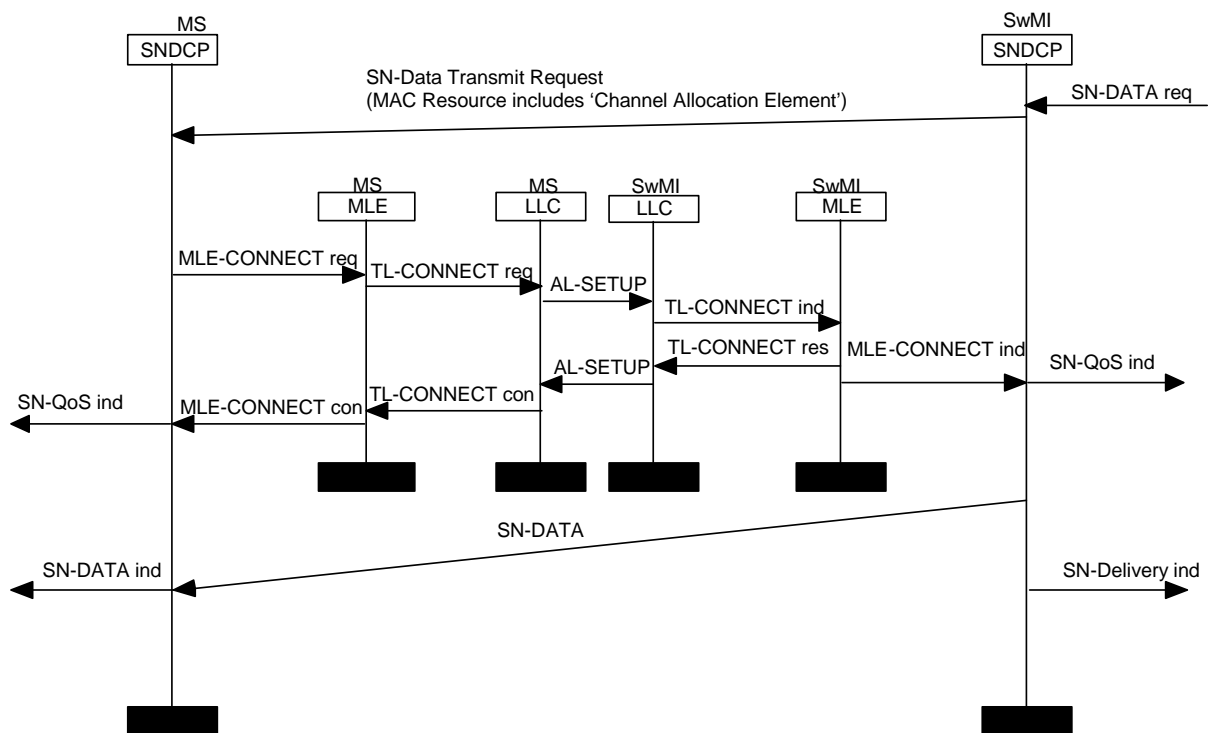 MS
SwMI
SNDCP
SNDCP
SN-Data Transmit Request
(MAC Resource includes ‘Channel Allocation Element’)
SN-DATA req
MS
MS
SwMI
SwMI
MLE
LLC
LLC
MLE
MLE-CONNECT req
TL-CONNECT req
AL-SETUP
TL-CONNECT ind
TL-CONNECT res
MLE-CONNECT ind
AL-SETUP
SN-QoS ind
SN-QoS ind
MLE-CONNECT con
TL-CONNECT con
SN-DATA
SN-DATA ind
SN-Delivery ind